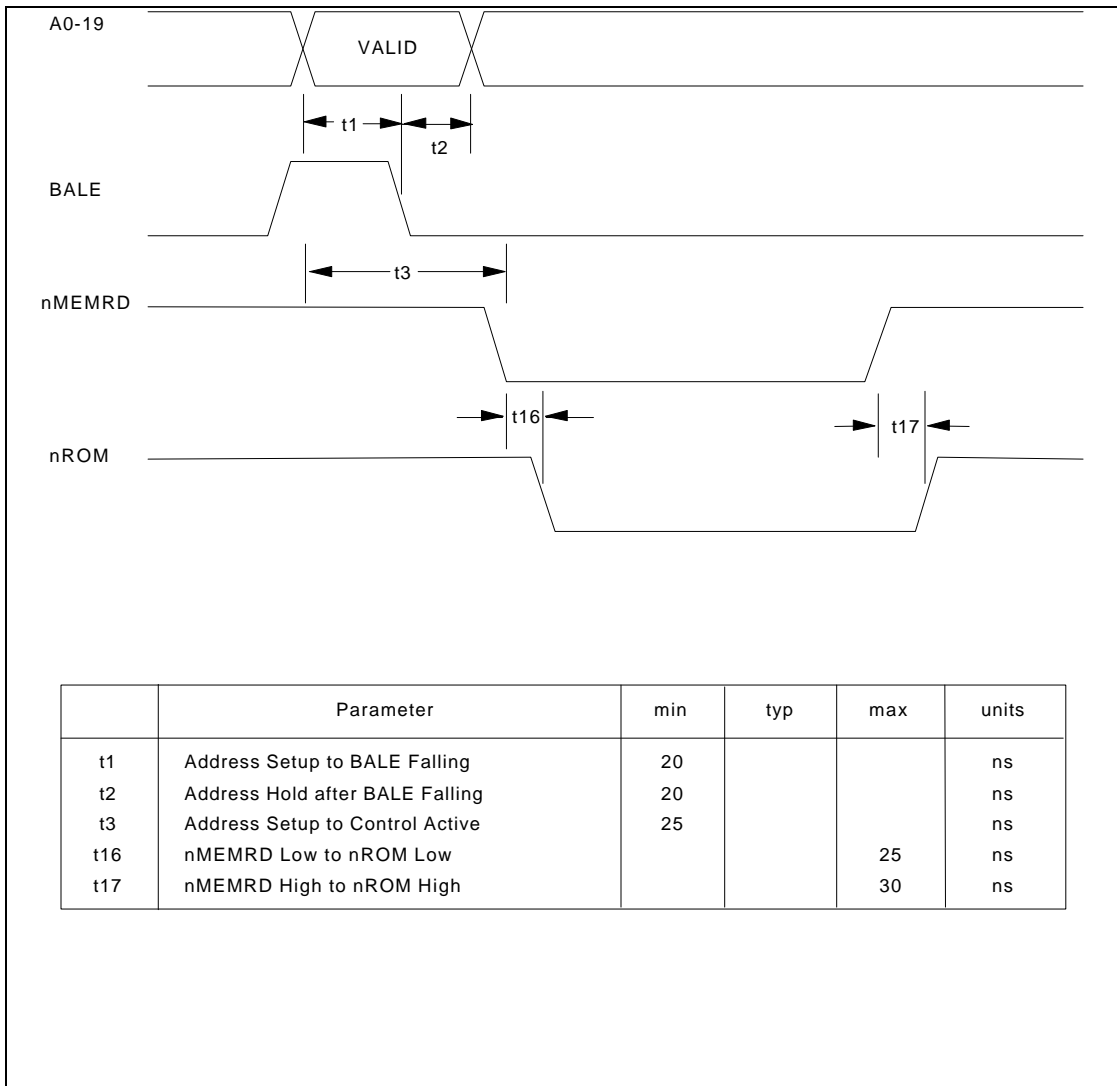 A0-19
VALID
t1
t2
BALE
t3
nMEMRD
t16
t17
nROM
Parameter min typ max units
t1 Address Setup to BALE Falling 20 ns
t2 Address Hold after BALE Falling 20 ns
t3 Address Setup to Control Active 25 ns
t16 nMEMRD Low to nROM Low 25 ns
t17 nMEMRD High to nROM High 30 ns